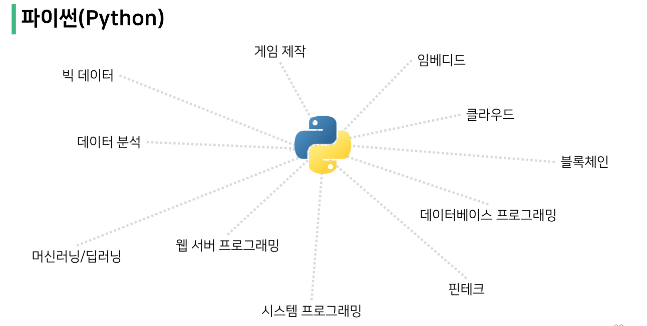 파이썬(Python)
게임 제작
임베디드
빅 데이터
클라우드
데이터 분석
블록체인
데이터베이스 프로그래밍
웹 서버 프로그래밍
머신러닝/딥러닝
핀테크
시스템 프로그래밍